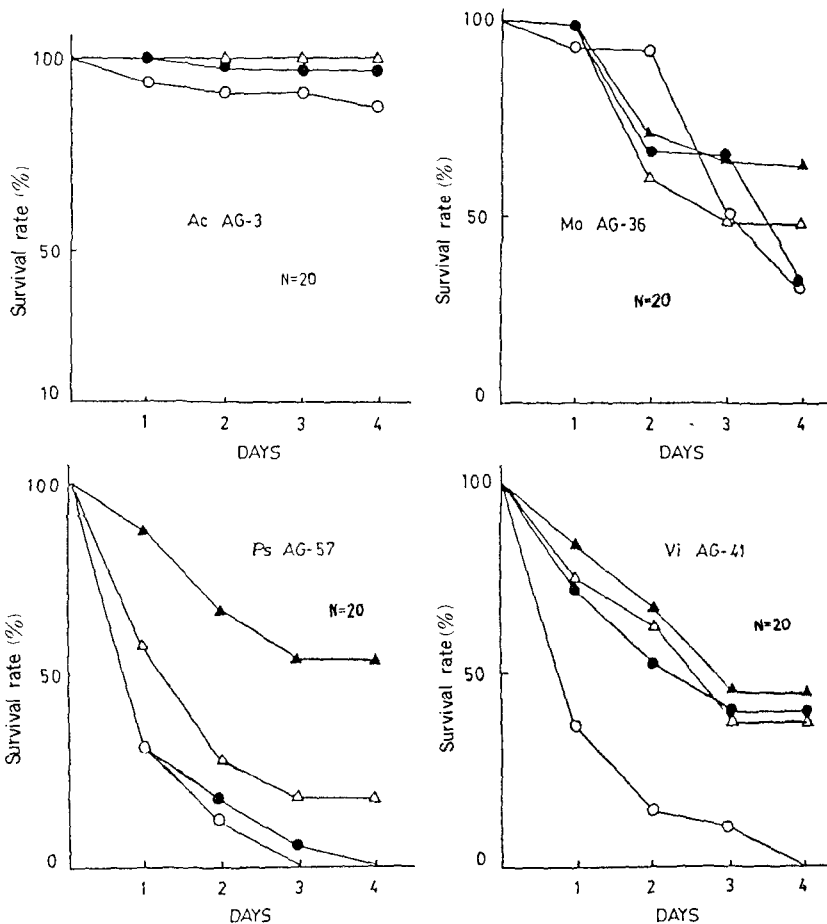 100
50
10
Survival rate (%)
Ac AG-3
N=20
1 2 3 4
DAYS
100
50
0
Survival rate (%)
Mo AG-36
N=20
1 2 3 4
DAYS
100
50
0
Survival rate (%)
Ps AG-57
N=20
1 2 3 4
DAYS
100
50
0
Survival rate (%)
Vi AG-41
N=20
1 2 3 4
DAYS